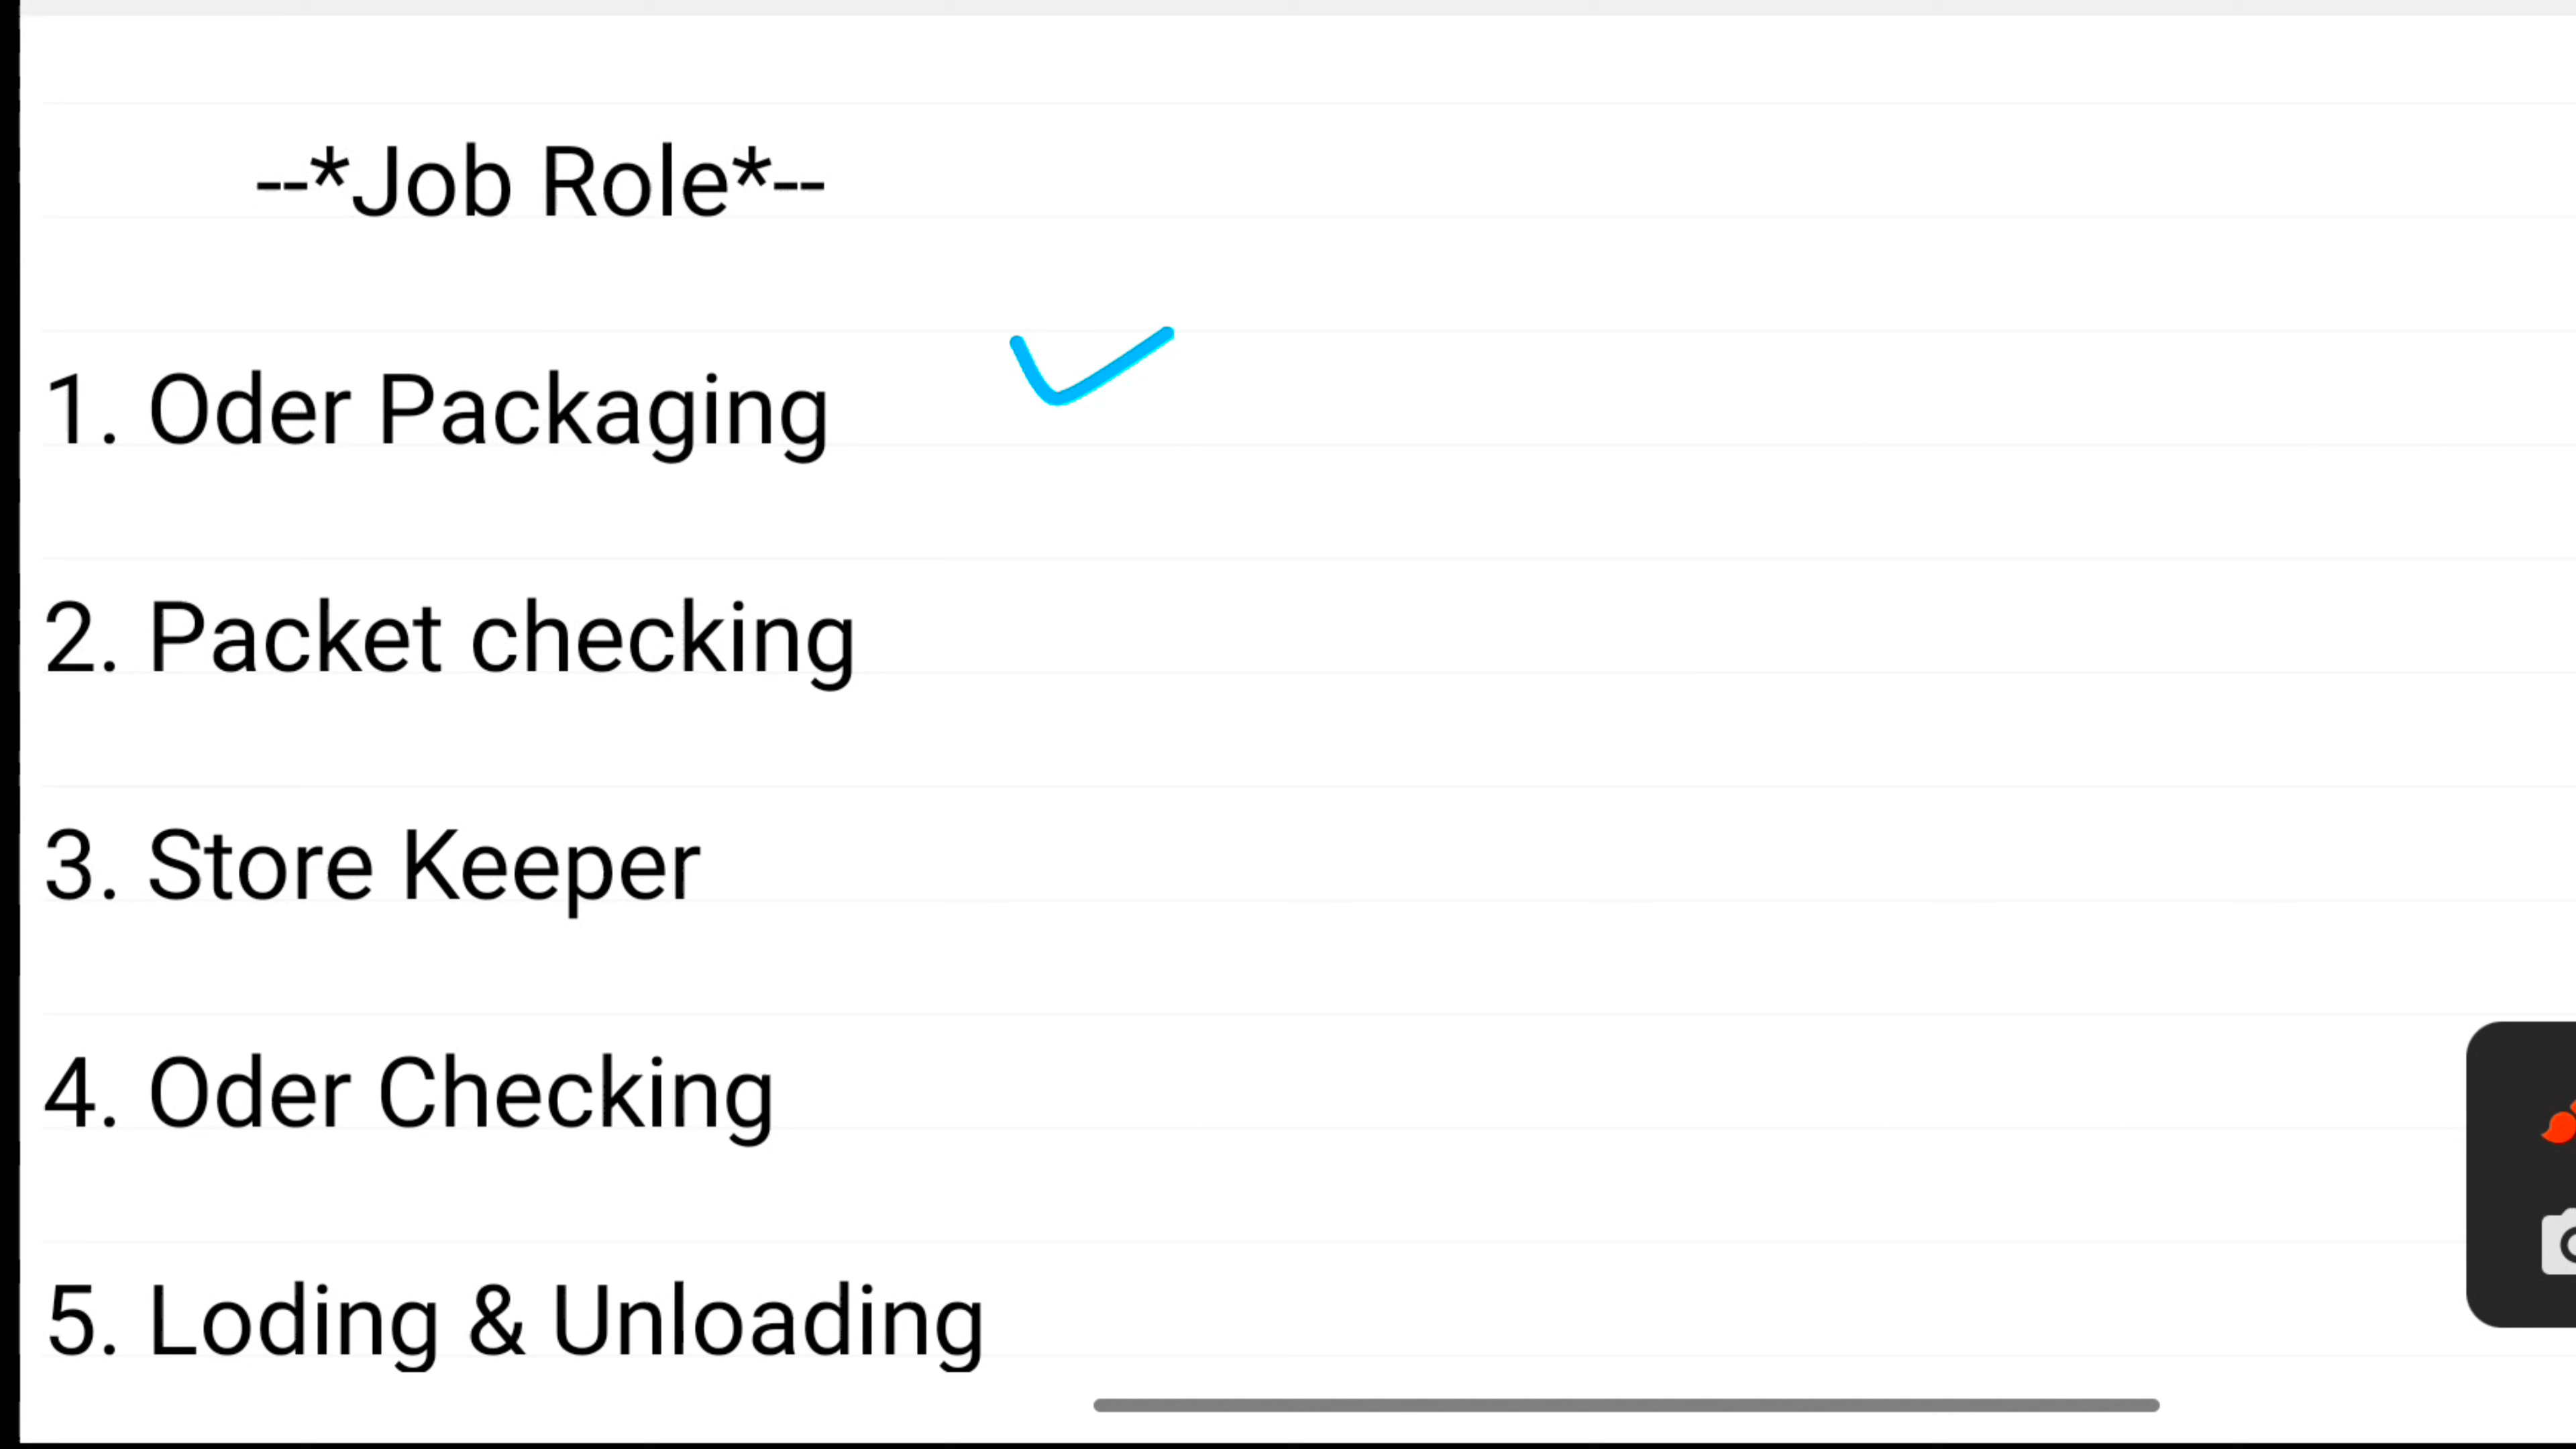 --*Job Role*--
1. Oder Packaging
2. Packet checking
3. Store Keeper
4. Oder Checking
5. Loding & Unloading